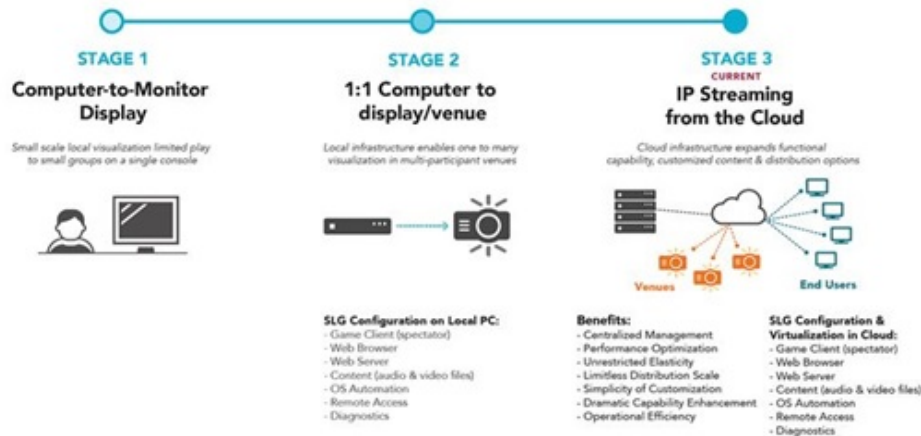 STAGE 1
Computer-to-Monitor
Display
Small scale local visualization limited play
to small groups on a single console
STAGE 2
1:1 Computer to
display/venue
Local infrastructure enables one to many
visualization in multi-participant venues
SLG Configuration on Local PC:
- Game Client (spectator)
- Web Browser
- Web Server
- Content (audio & video files)
- OS Automation
- Remote Access
- Diagnostics
STAGE 3
CURRENT
IP Streaming
from the Cloud
Cloud infrastructure expands functional
capability, customized content & distribution options
Venues
End Users
Benefits:
- Centralized Management
- Performance Optimization
- Unrestricted Elasticity
- Limitless Distribution Scale
- Simplicity of Customization
- Dramatic Capability Enhancement
- Operational Efficiency
SLG Configuration &
Virtualization in Cloud:
- Game Client (spectator)
- Web Browser
- Web Server
- Content (audio & video files)
- OS Automation
- Remote Access
- Diagnostics